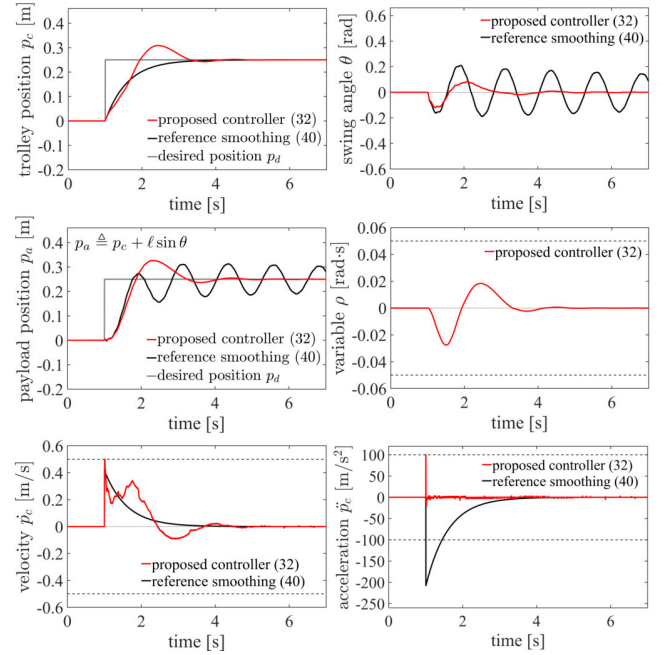 trolley position p_c [m]
0.4
0.3
0.2
0.1
0
0.1
0.2
proposed controller (32)
reference smoothing (40)
desired position p_d
0 2 4 6
time [s]
swing angle θ [rad]
0.6
0.4
0.2
0
-0.2
-0.4
-0.6
proposed controller (32)
reference smoothing (40)
0 2 4 6
time [s]
payload position p_a [m]
0.4
0.3
0.2
0.1
0
0.1
0.2
p_a ≜ p_c + ℓ sin θ
proposed controller (32)
reference smoothing (40)
desired position p_d
0 2 4 6
time [s]
variable ρ [rad·s]
0.06
0.04
0.02
0
-0.02
-0.04
-0.06
proposed controller (32)
0 2 4 6
time [s]
velocity ṗ_c [m/s]
0.6
0.4
0.2
0
-0.2
-0.4
-0.6
proposed controller (32)
reference smoothing (40)
0 2 4 6
time [s]
acceleration p̈_c [m/s²]
100
50
0
-50
-100
-150
-200
-250
proposed controller (32)
reference smoothing (40)
0 2 4 6
time [s]